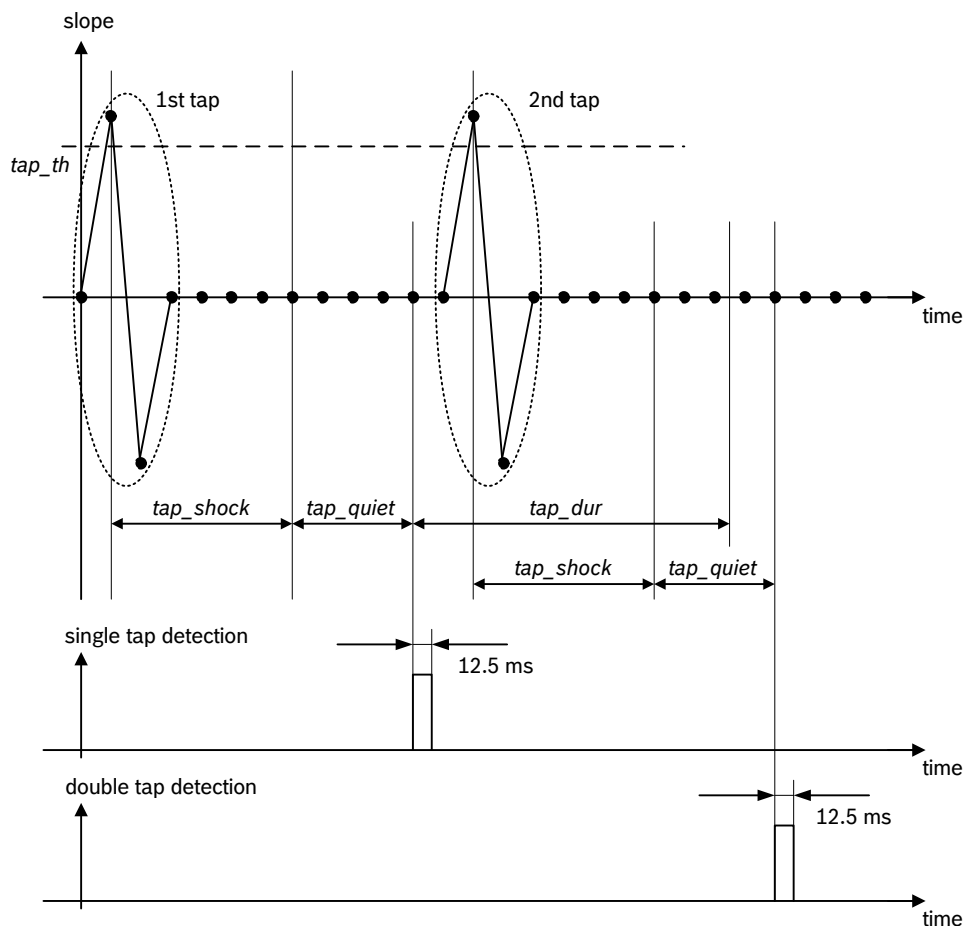 slope
1st tap
2nd tap
tap_th
time
tap_shock
tap_quiet
tap_dur
tap_shock
tap_quiet
single tap detection
12.5 ms
time
double tap detection
12.5 ms
time